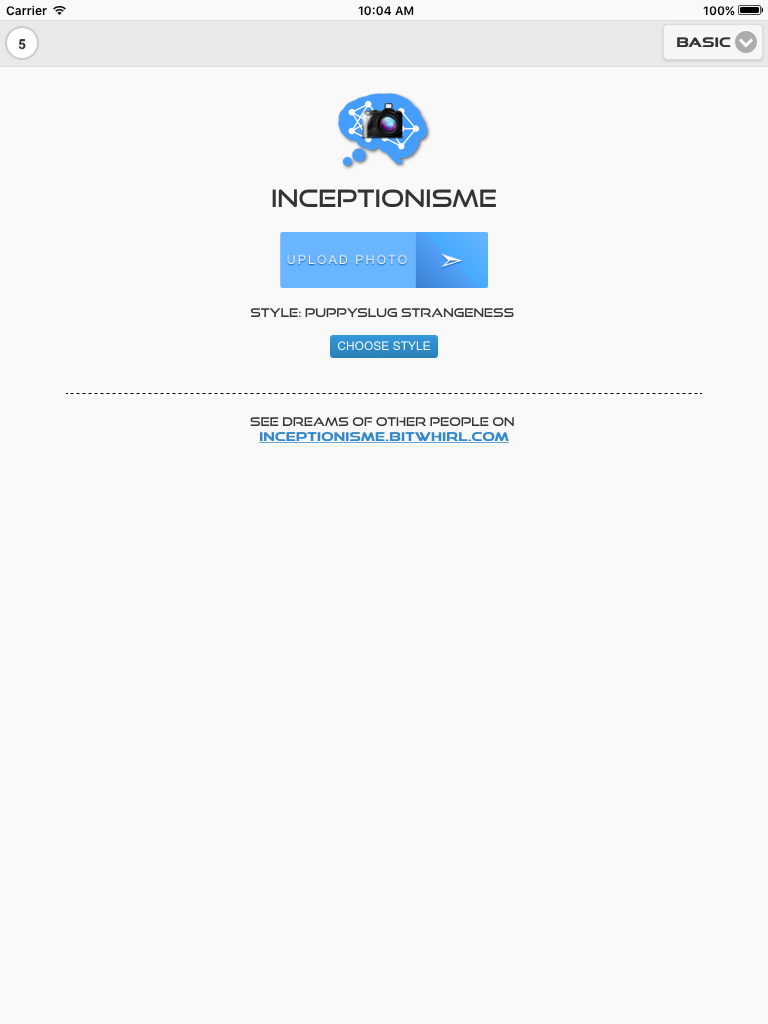 Carrier 10:04 AM 100%
5 BASIC
INCEPTIONISME
UPLOAD PHOTO
STYLE: PUPPYSLUG STRANGENESS
CHOOSE STYLE
SEE DREAMS OF OTHER PEOPLE ON
INCEPTIONISME.BITWHIRL.COM